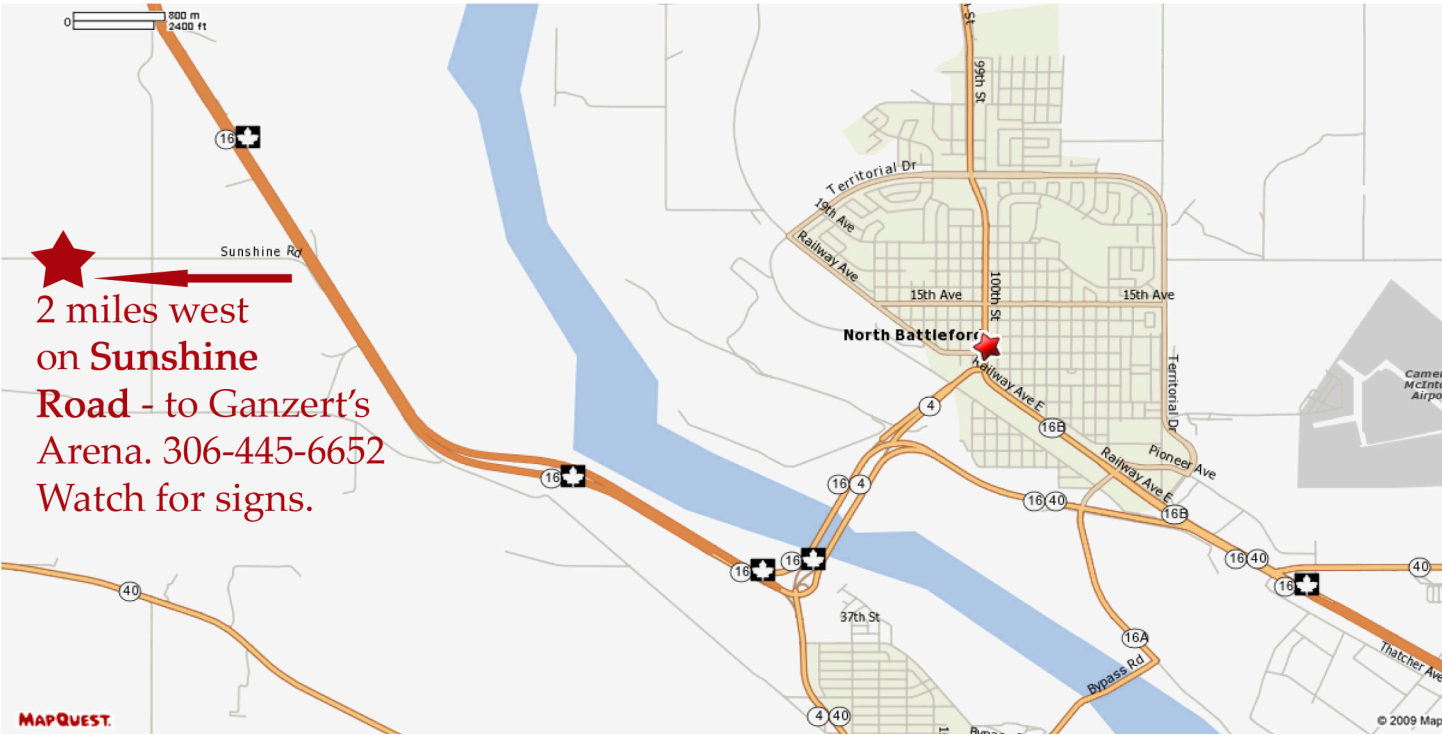 0
800 m
2400 ft
St
99th St
16
Territorial Dr
19th Ave
Railway Ave
Sunshine Rd
2 miles west
on Sunshine
Road - to Ganzert's
Arena. 306-445-6652
Watch for signs.
100th St
15th Ave
15th Ave
North Battleford
Railway Ave E
Territorial Dr
4
16B
Pioneer Ave
Railway Ave E
16
16 4
16 40
16B
16
16
16 40
40
16
40
37th St
16A
Bypass Rd
Thatcher Ave
4 40
MAPQUEST.
© 2009 Map